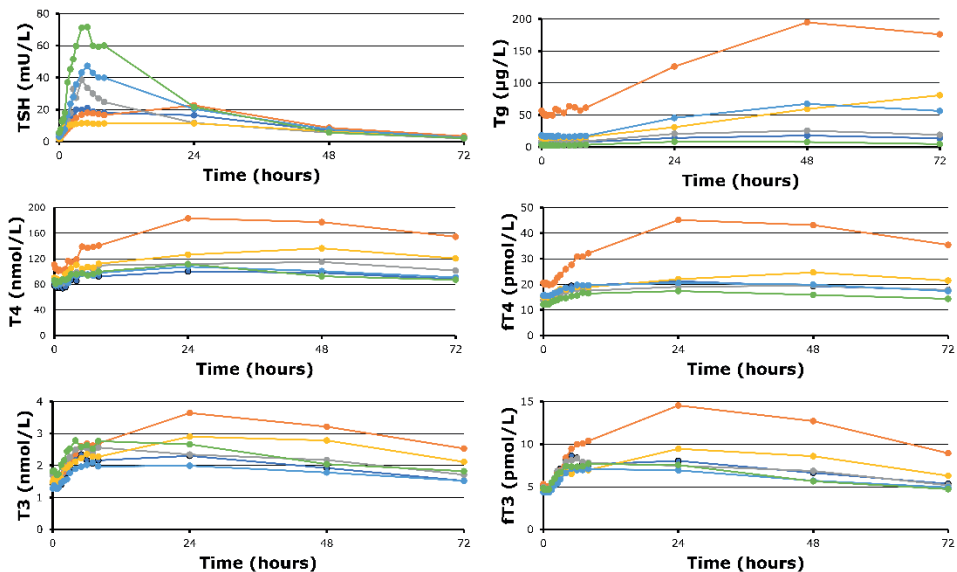 TSH (mU/L)
80
60
40
20
0
0 24 48 72
Time (hours)
Tg (µg/L)
200
150
100
50
0
0 24 48 72
Time (hours)
T4 (nmol/L)
200
160
120
80
40
0
0 24 48 72
Time (hours)
fT4 (pmol/L)
50
40
30
20
10
0
0 24 48 72
Time (hours)
T3 (nmol/L)
4
3
2
1
0
0 24 48 72
Time (hours)
fT3 (pmol/L)
15
10
5
0
0 24 48 72
Time (hours)